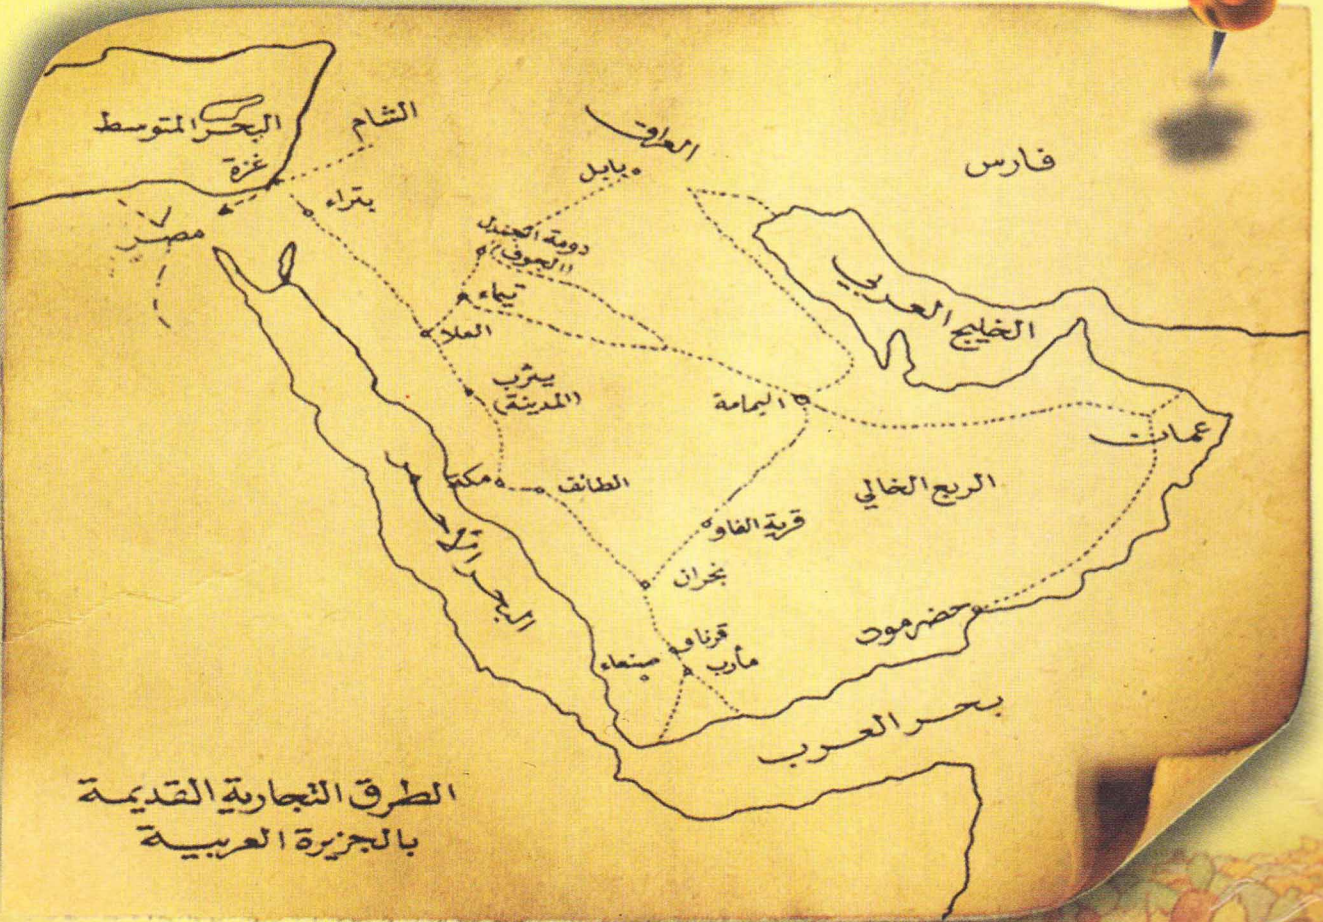 الشام
العراق
البحر المتوسط
فارس
غزة
بابل
بتراء
مصر
دومة الجندل
(الجوف)
الخليج العربي
تيماء
العلا
يثرب
(المدينة)
اليمامة
عمان
مكة
الطائف
الربع الخالي
قرية الفاو
البحر الأحمر
نجران
حضرموت
قرناو
مأرب
صنعاء
بحر العرب
الطرق التجارية القديمة
بالجزيرة العربية